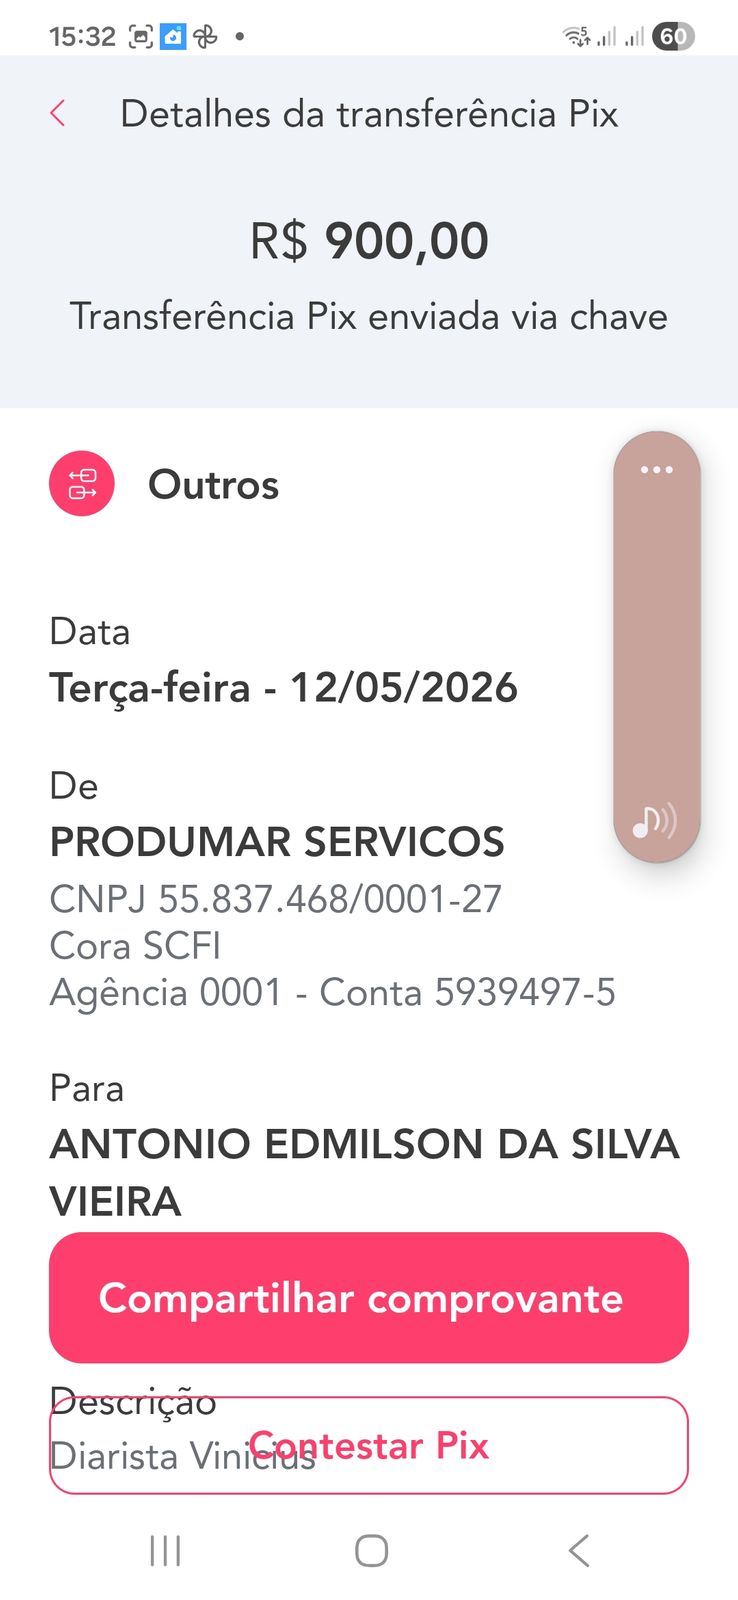 15:32
5
60
Detalhes da transferência Pix
R$ 900,00
Transferência Pix enviada via chave
Outros
Data
Terça-feira - 12/05/2026
De
PRODUMAR SERVICOS
CNPJ 55.837.468/0001-27
Cora SCFI
Agência 0001 - Conta 5939497-5
Para
ANTONIO EDMILSON DA SILVA
VIEIRA
Compartilhar comprovante
Descrição
Diarista Vinicius
Contestar Pix